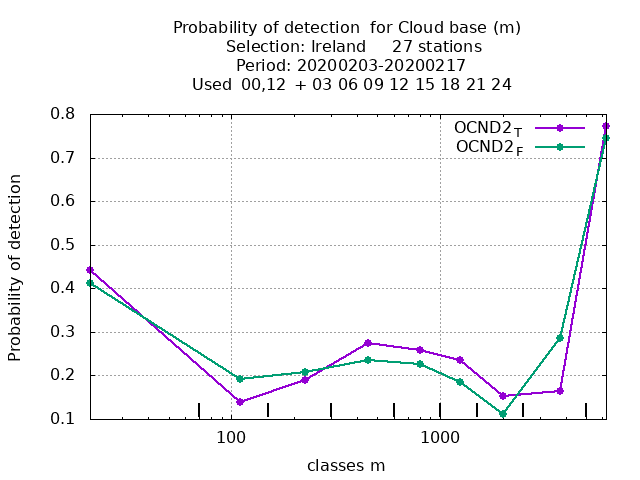 Probability of detection  for Cloud base (m)
Selection: Ireland     27 stations
Period: 20200203-20200217
Used  00,12  + 03 06 09 12 15 18 21 24
OCND2T
OCND2F
Probability of detection
0.8
0.7
0.6
0.5
0.4
0.3
0.2
0.1
100
1000
classes m